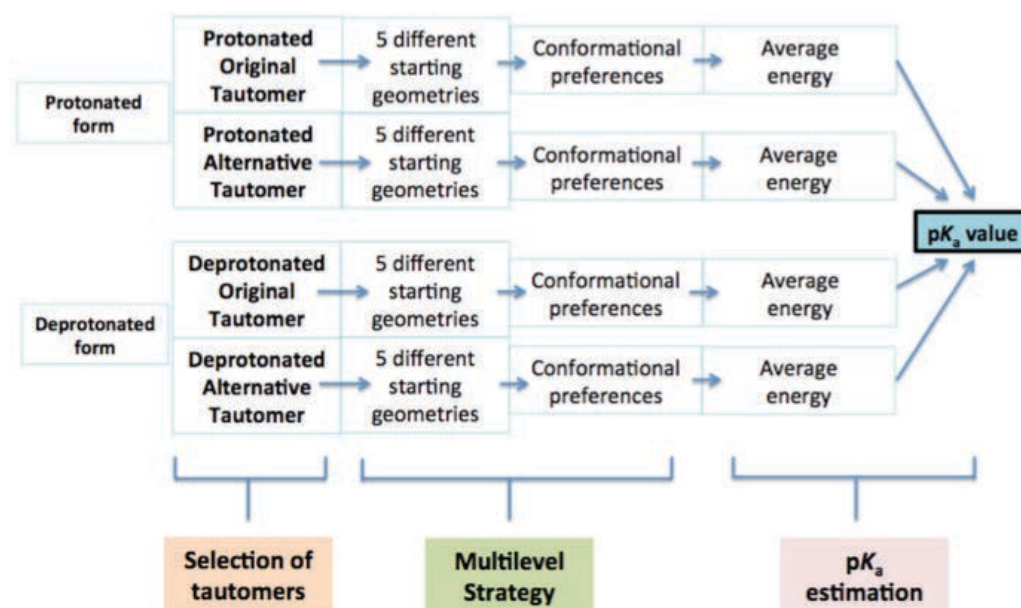 Protonated
form
Protonated
Original
Tautomer
5 different
starting
geometries
Conformational
preferences
Average
energy
Protonated
Alternative
Tautomer
5 different
starting
geometries
Conformational
preferences
Average
energy
pKa value
Deprotonated
form
Deprotonated
Original
Tautomer
5 different
starting
geometries
Conformational
preferences
Average
energy
Deprotonated
Alternative
Tautomer
5 different
starting
geometries
Conformational
preferences
Average
energy
Selection of
tautomers
Multilevel
Strategy
pKa
estimation